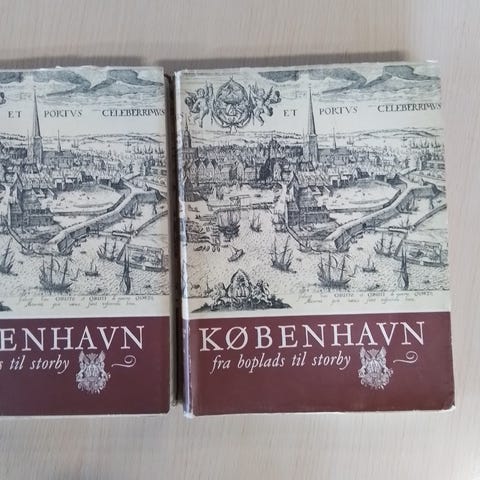 ET PORTVS CELEBERRIMVS
ENHAVN
s til storby
ET PORTVS CELEBERRIMVS
KØBENHAVN
fra boplads til storby